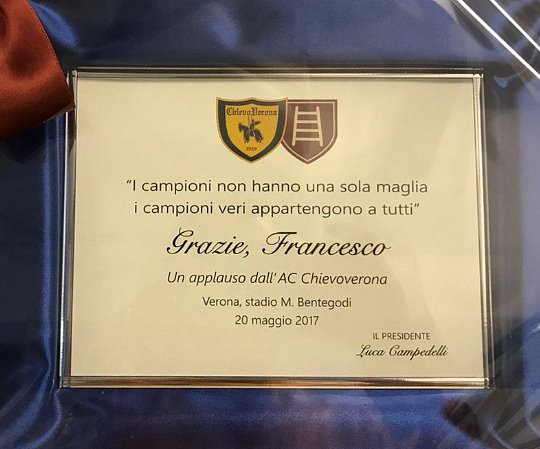 ChievoVerona
1929
"I campioni non hanno una sola maglia
i campioni veri appartengono a tutti"
Grazie, Francesco
Un applauso dall'AC Chievoverona
Verona, stadio M. Bentegodi
20 maggio 2017
IL PRESIDENTE
Luca Campedelli